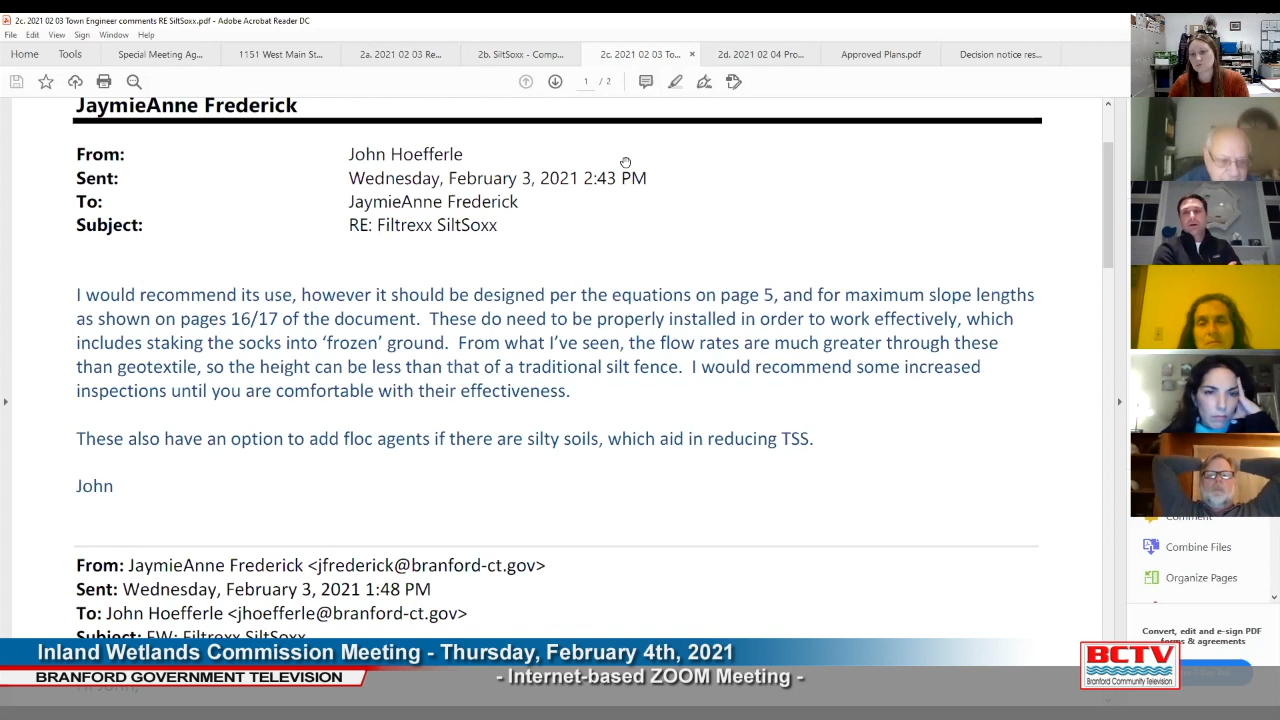 2c. 2021 02 03 Town Engineer comments RE SiltSoxx.pdf - Adobe Acrobat Reader DC
File Edit View Sign Window Help
Home Tools Special Meeting Ag... 1151 West Main St... 2a. 2021 02 03 Re... 2b. SiltSoxx - Comp... 2c. 2021 02 03 To... × 2d. 2021 02 04 Pro... Approved Plans.pdf Decision notice res...
1 / 2
JaymieAnne Frederick
From: John Hoefferle
Sent: Wednesday, February 3, 2021 2:43 PM
To: JaymieAnne Frederick
Subject: RE: Filtrexx SiltSoxx
I would recommend its use, however it should be designed per the equations on page 5, and for maximum slope lengths
as shown on pages 16/17 of the document. These do need to be properly installed in order to work effectively, which
includes staking the socks into ‘frozen’ ground. From what I’ve seen, the flow rates are much greater through these
than geotextile, so the height can be less than that of a traditional silt fence. I would recommend some increased
inspections until you are comfortable with their effectiveness.
These also have an option to add floc agents if there are silty soils, which aid in reducing TSS.
John
From: JaymieAnne Frederick <jfrederick@branford-ct.gov>
Sent: Wednesday, February 3, 2021 1:48 PM
To: John Hoefferle <jhoefferle@branford-ct.gov>
Subject: FW: Filtrexx SiltSoxx
Comment
Combine Files
Organize Pages
Convert, edit and e-sign PDF
forms & agreements
Inland Wetlands Commission Meeting - Thursday, February 4th, 2021
BRANFORD GOVERNMENT TELEVISION
- Internet-based ZOOM Meeting -
BCTV
Branford Community Television